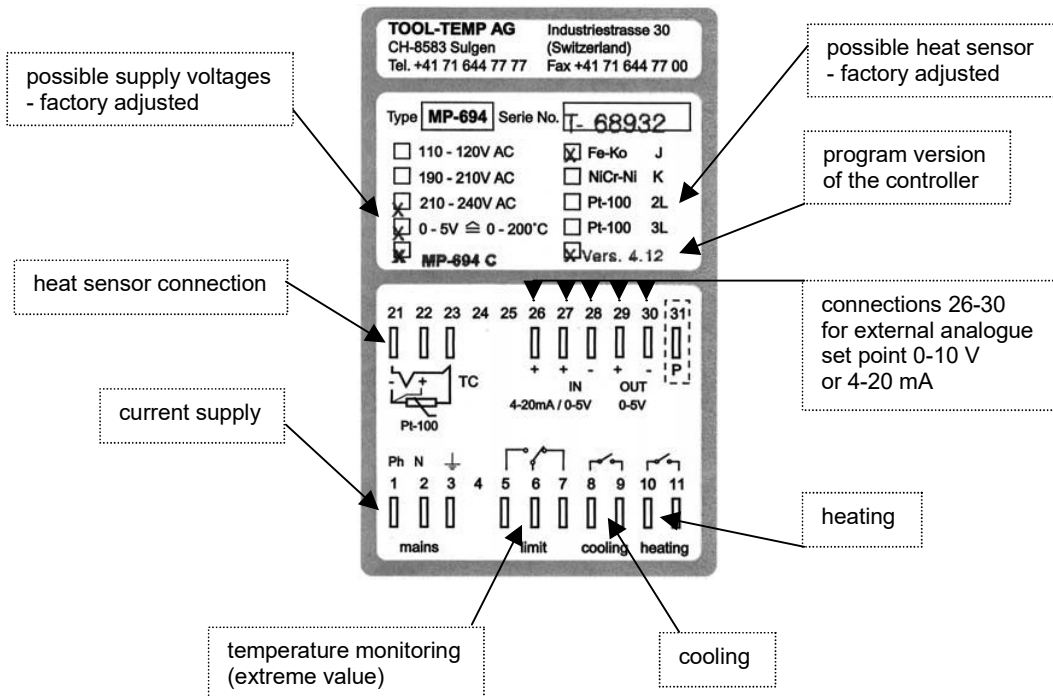 TOOL-TEMP AG Industriestrasse 30
CH-8583 Sulgen (Switzerland)
Tel. +41 71 644 77 77 Fax +41 71 644 77 00
possible supply voltages
- factory adjusted
possible heat sensor
- factory adjusted
Type MP-694 Serie No. T- 68932
110 - 120V AC X Fe-Ko J
190 - 210V AC NiCr-Ni K
X 210 - 240V AC Pt-100 2L
X 0 - 5V ≙ 0 - 200°C Pt-100 3L
X MP-694 C X Vers. 4.12
program version
of the controller
heat sensor connection
connections 26-30
for external analogue
set point 0-10 V
or 4-20 mA
21 22 23 24 25 26 27 28 29 30 31
- + TC + + - + - P
IN OUT
4-20mA / 0-5V 0-5V
Pt-100
current supply
Ph N
1 2 3 4 5 6 7 8 9 10 11
mains limit cooling heating
heating
temperature monitoring
(extreme value)
cooling